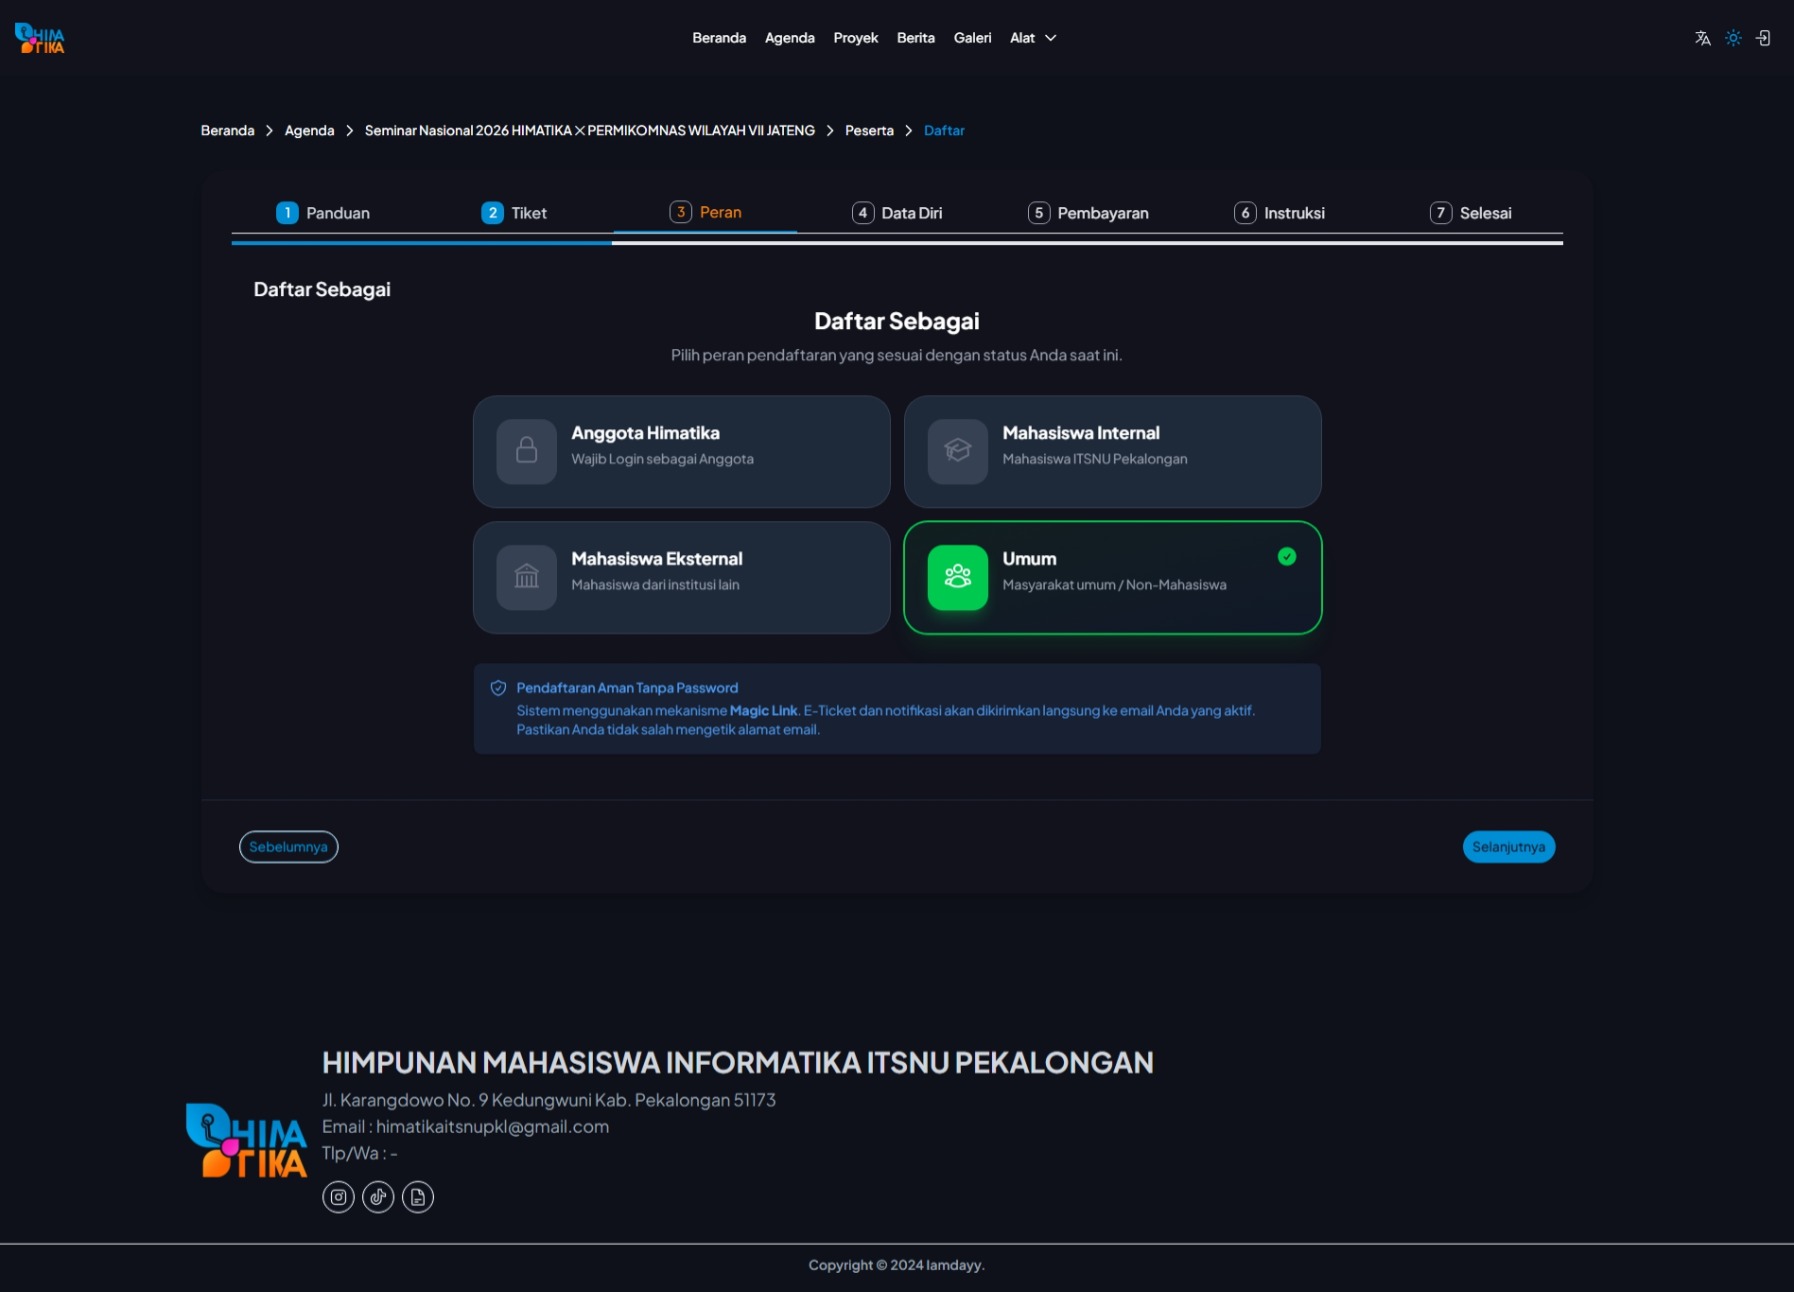 HIMA
TIKA
Beranda Agenda Proyek Berita Galeri Alat
Beranda > Agenda > Seminar Nasional 2026 HIMATIKA X PERMIKOMNAS WILAYAH VII JATENG > Peserta > Daftar
1 Panduan 2 Tiket 3 Peran 4 Data Diri 5 Pembayaran 6 Instruksi 7 Selesai
Daftar Sebagai
Daftar Sebagai
Pilih peran pendaftaran yang sesuai dengan status Anda saat ini.
Anggota Himatika
Wajib Login sebagai Anggota
Mahasiswa Internal
Mahasiswa ITSNU Pekalongan
Mahasiswa Eksternal
Mahasiswa dari institusi lain
Umum
Masyarakat umum / Non-Mahasiswa
Pendaftaran Aman Tanpa Password
Sistem menggunakan mekanisme Magic Link. E-Ticket dan notifikasi akan dikirimkan langsung ke email Anda yang aktif.
Pastikan Anda tidak salah mengetik alamat email.
Sebelumnya Selanjutnya
HIMPUNAN MAHASISWA INFORMATIKA ITSNU PEKALONGAN
Jl. Karangdowo No. 9 Kedungwuni Kab. Pekalongan 51173
Email : himatikaitsnupkl@gmail.com
Tlp/Wa : -
HIMA
TIKA
Copyright © 2024 Iamdayy.